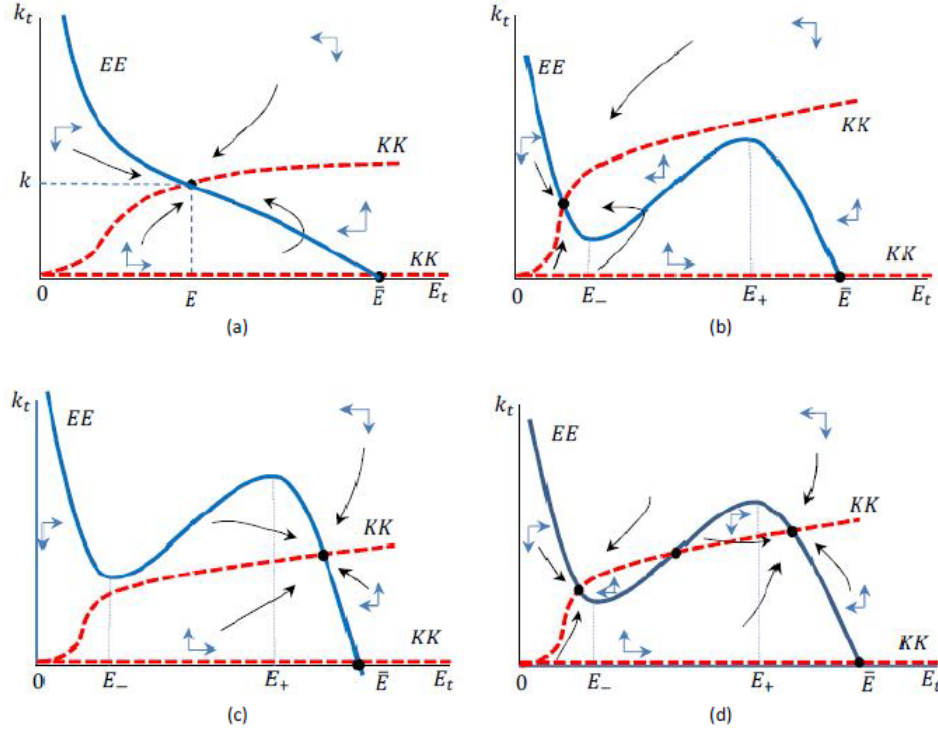 k_t
EE
KK
k
KK
0
E
Ē
E_t
(a)
k_t
EE
KK
KK
0
E_−
E_+
Ē
E_t
(b)
k_t
EE
KK
KK
0
E_−
E_+
Ē
E_t
(c)
k_t
EE
KK
KK
0
E_−
E_+
Ē
E_t
(d)